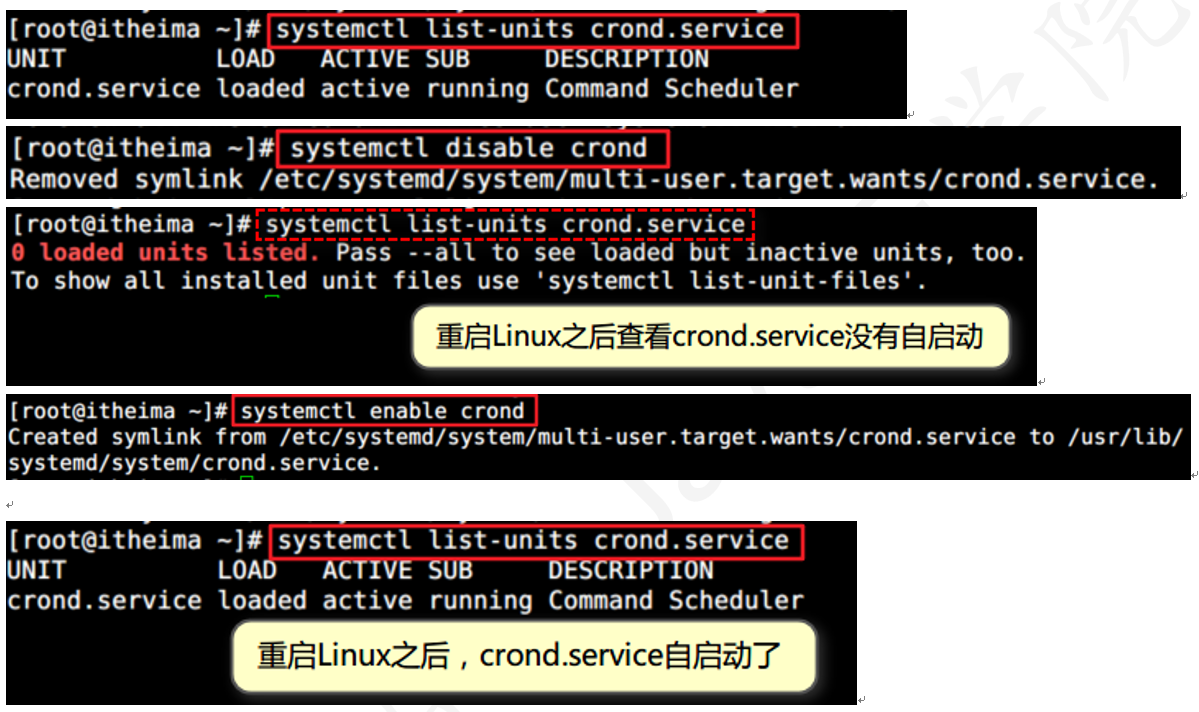 [root@itheima ~]# systemctl list-units crond.service
UNIT LOAD ACTIVE SUB DESCRIPTION
crond.service loaded active running Command Scheduler
[root@itheima ~]# systemctl disable crond
Removed symlink /etc/systemd/system/multi-user.target.wants/crond.service.
[root@itheima ~]# systemctl list-units crond.service
0 loaded units listed. Pass --all to see loaded but inactive units, too.
To show all installed unit files use 'systemctl list-unit-files'.
重启Linux之后查看crond.service没有自启动
[root@itheima ~]# systemctl enable crond
Created symlink from /etc/systemd/system/multi-user.target.wants/crond.service to /usr/lib/
systemd/system/crond.service.
[root@itheima ~]# systemctl list-units crond.service
UNIT LOAD ACTIVE SUB DESCRIPTION
crond.service loaded active running Command Scheduler
重启Linux之后，crond.service自启动了